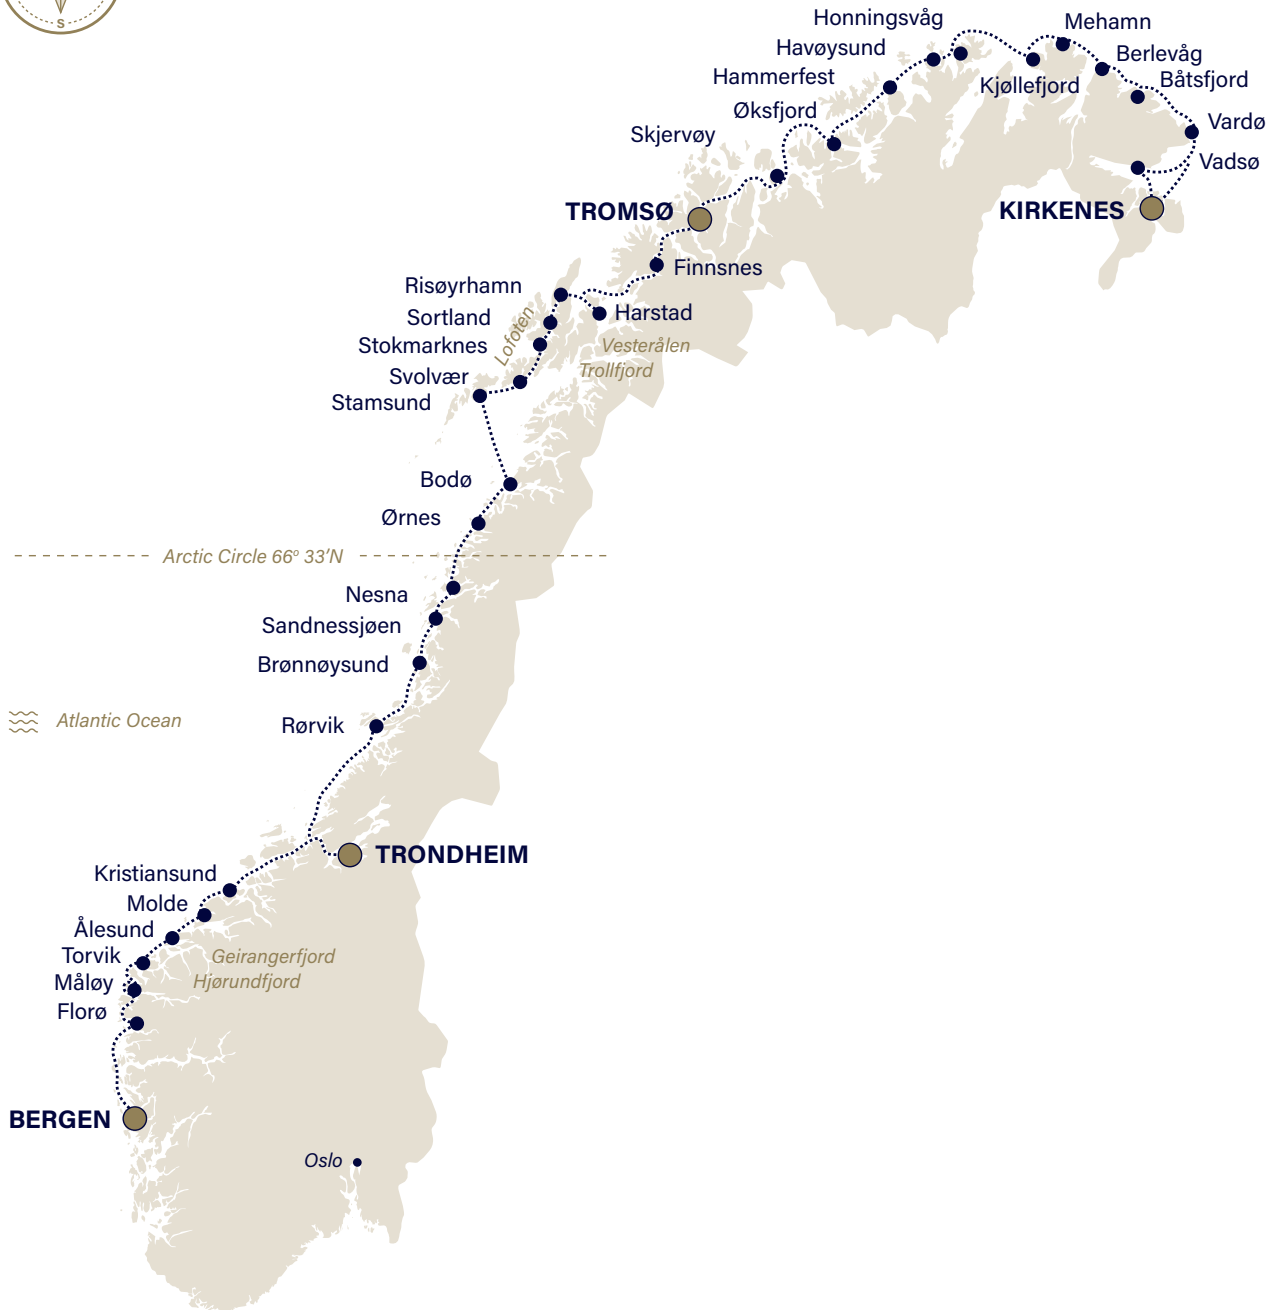 S
Honningsvåg
Mehamn
Havøysund
Berlevåg
Hammerfest
Kjøllefjord
Båtsfjord
Øksfjord
Vardø
Skjervøy
Vadsø
TROMSØ
KIRKENES
Finnsnes
Risøyrhamn
Harstad
Sortland
Lofoten
Stokmarknes
Vesterålen
Trollfjord
Svolvær
Stamsund
Bodø
Ørnes
Arctic Circle 66º 33’N
Nesna
Sandnessjøen
Brønnøysund
Atlantic Ocean
Rørvik
TRONDHEIM
Kristiansund
Molde
Ålesund
Torvik
Geirangerfjord
Måløy
Hjørundfjord
Florø
BERGEN
Oslo